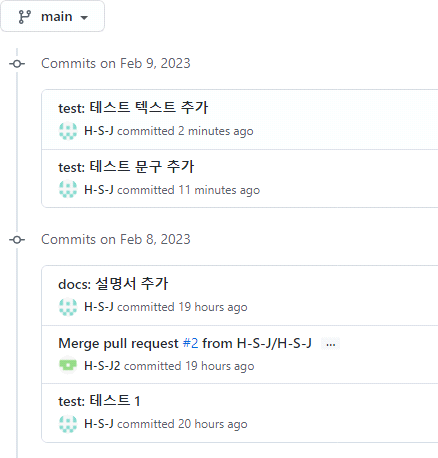 main
Commits on Feb 9, 2023
test: 테스트 텍스트 추가
H-S-J committed 2 minutes ago
test: 테스트 문구 추가
H-S-J committed 11 minutes ago
Commits on Feb 8, 2023
docs: 설명서 추가
H-S-J committed 19 hours ago
Merge pull request #2 from H-S-J/H-S-J ...
H-S-J2 committed 19 hours ago
test: 테스트 1
H-S-J committed 20 hours ago